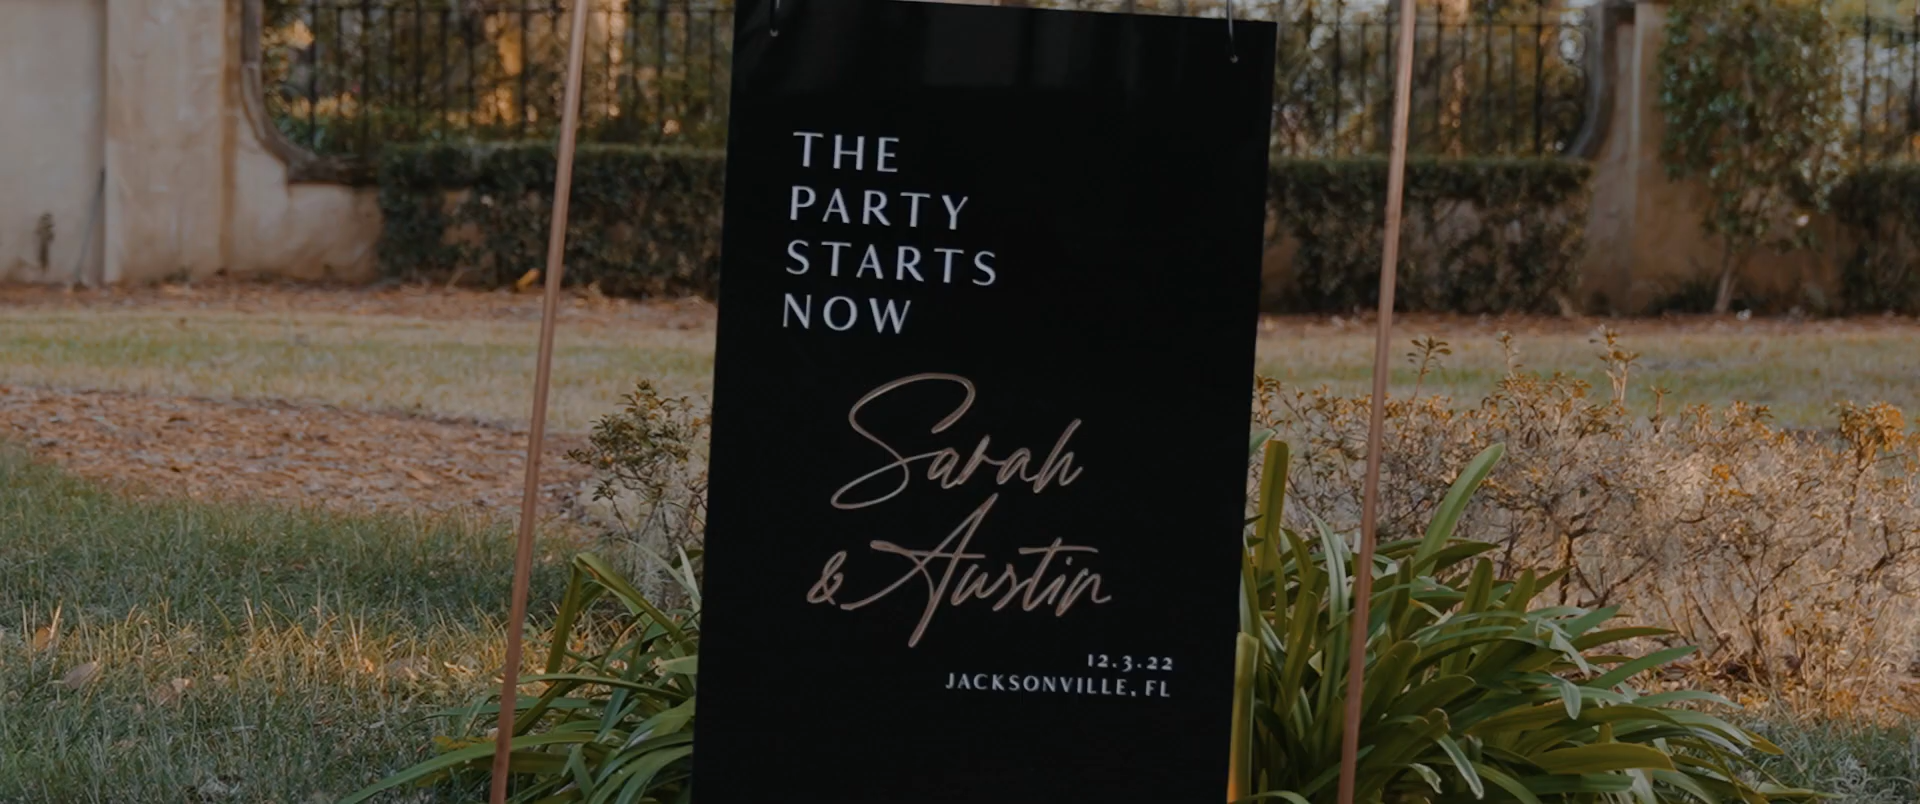 THE
PARTY
STARTS
NOW
Sarah
& Austin
12.3.22
JACKSONVILLE, FL